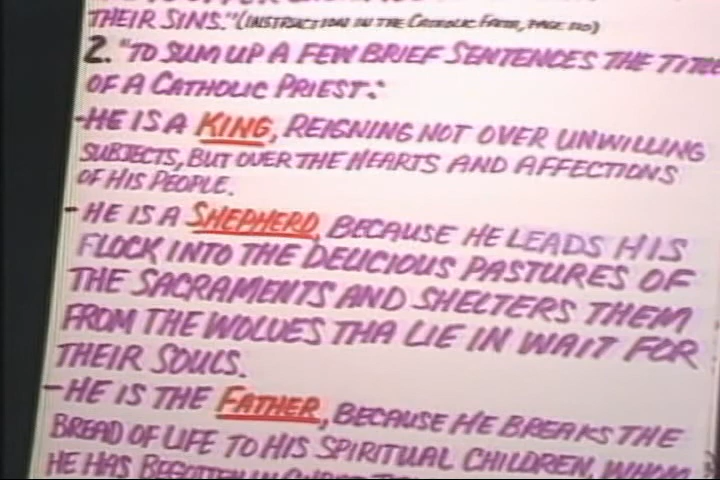 THEIR SINS." (INSTRUCTION IN THE CATHOLIC FAITH, PAGE 110)
2. "TO SUM UP A FEW BRIEF SENTENCES THE TITLE
OF A CATHOLIC PRIEST:
-HE IS A KING, REIGNING NOT OVER UNWILLING
SUBJECTS, BUT OVER THE HEARTS AND AFFECTIONS
OF HIS PEOPLE.
- HE IS A SHEPHERD, BECAUSE HE LEADS HIS
FLOCK INTO THE DELICIOUS PASTURES OF
THE SACRAMENTS AND SHELTERS THEM
FROM THE WOLVES THA LIE IN WAIT FOR
THEIR SOULS.
- HE IS THE FATHER, BECAUSE HE BREAKS THE
BREAD OF LIFE TO HIS SPIRITUAL CHILDREN, WHOM
HE HAS BEGOTTEN IN CHRIST